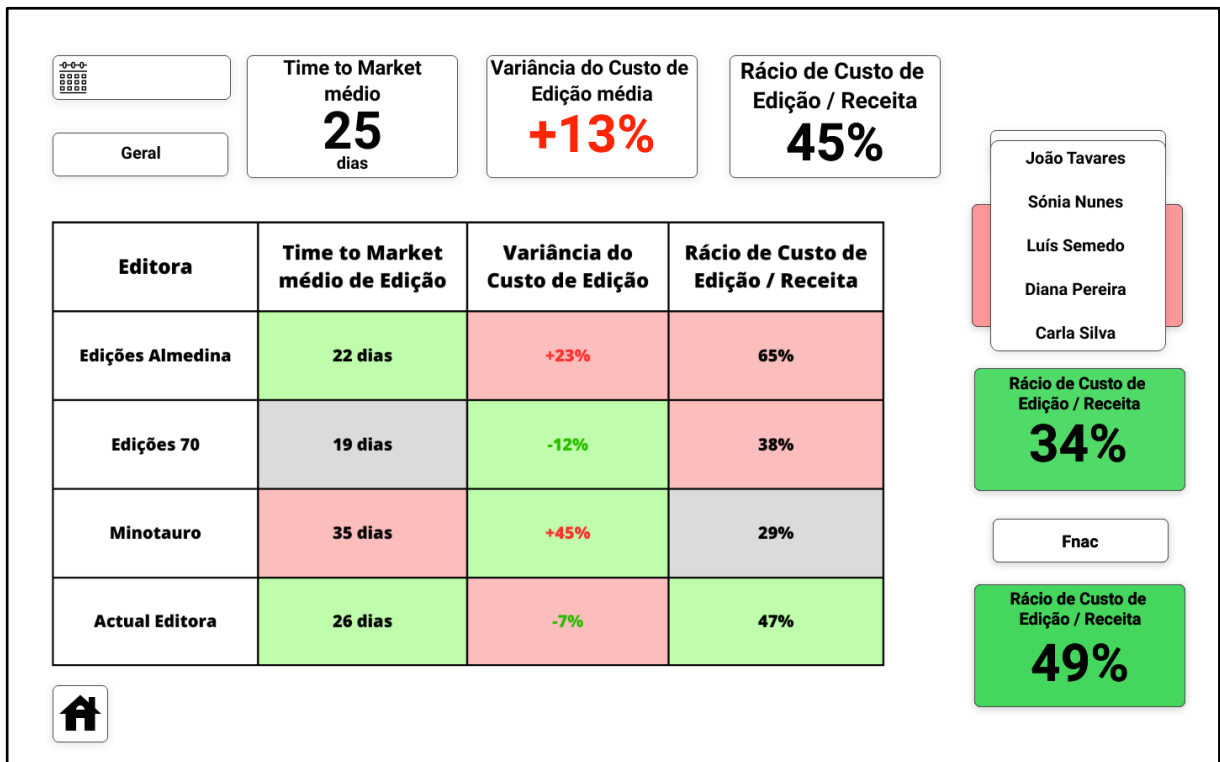 Time to Market
médio
25
dias
Variância do Custo de
Edição média
+13%
Rácio de Custo de
Edição / Receita
45%
Geral
João Tavares
Sónia Nunes
Luís Semedo
Diana Pereira
Carla Silva
Editora
Time to Market
médio de Edição
Variância do
Custo de Edição
Rácio de Custo de
Edição / Receita
Edições Almedina
22 dias
+23%
65%
Edições 70
19 dias
-12%
38%
Minotauro
35 dias
+45%
29%
Actual Editora
26 dias
-7%
47%
Rácio de Custo de
Edição / Receita
34%
Fnac
Rácio de Custo de
Edição / Receita
49%